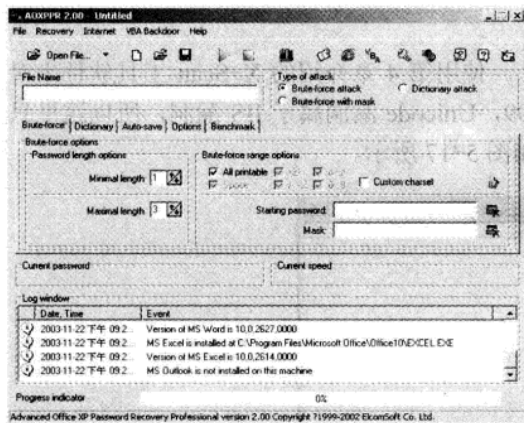 AOXPPR 2.00 - Untitled
File Recovery Internet VBA Backdoor Help
Open File...
File Name
Type of attack
Brute-force attack
Dictionary attack
Brute-force with mask
Brute-force Dictionary Auto-save Options Benchmark
Brute-force options
Password length options
Minimal length 1
Maximal length 3
Brute-force range options
All printable
Space
Custom charset
Starting password:
Mask:
Current password
Current speed
Log window
Date, Time Event
2003-11-22 下午 09:2... Version of MS Word is 10,0,2627,0000
2003-11-22 下午 09:2... MS Excel is installed at C:\Program Files\Microsoft Office\Office10\EXCEL.EXE
2003-11-22 下午 09:2... Version of MS Excel is 10,0,2614,0000
2003-11-22 下午 09:2... MS Outlook is not installed on this machine
Progress indicator 0%
Advanced Office XP Password Recovery Professional version 2.00 Copyright ?1999-2002 ElcomSoft Co. Ltd.